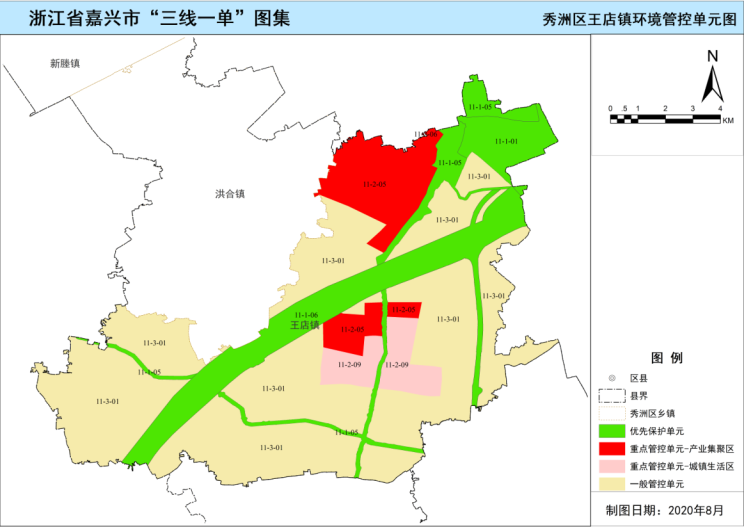 浙江省嘉兴市“三线一单”图集
秀洲区王店镇环境管控单元图
新塍镇
N
0 .5 1 2 3 4
KM
11-1-05
11-1-06
11-1-01
11-1-05
11-3-01
11-2-05
洪合镇
11-3-01
11-3-01
11-3-01
11-1-06
11-2-05
11-3-01
王店镇
11-2-05
11-3-01
11-2-09
11-2-09
11-1-05
11-3-01
11-3-01
11-1-05
11-3-01
图 例
区县
县界
秀洲区乡镇
优先保护单元
重点管控单元-产业集聚区
重点管控单元-城镇生活区
一般管控单元
制图日期：2020年8月